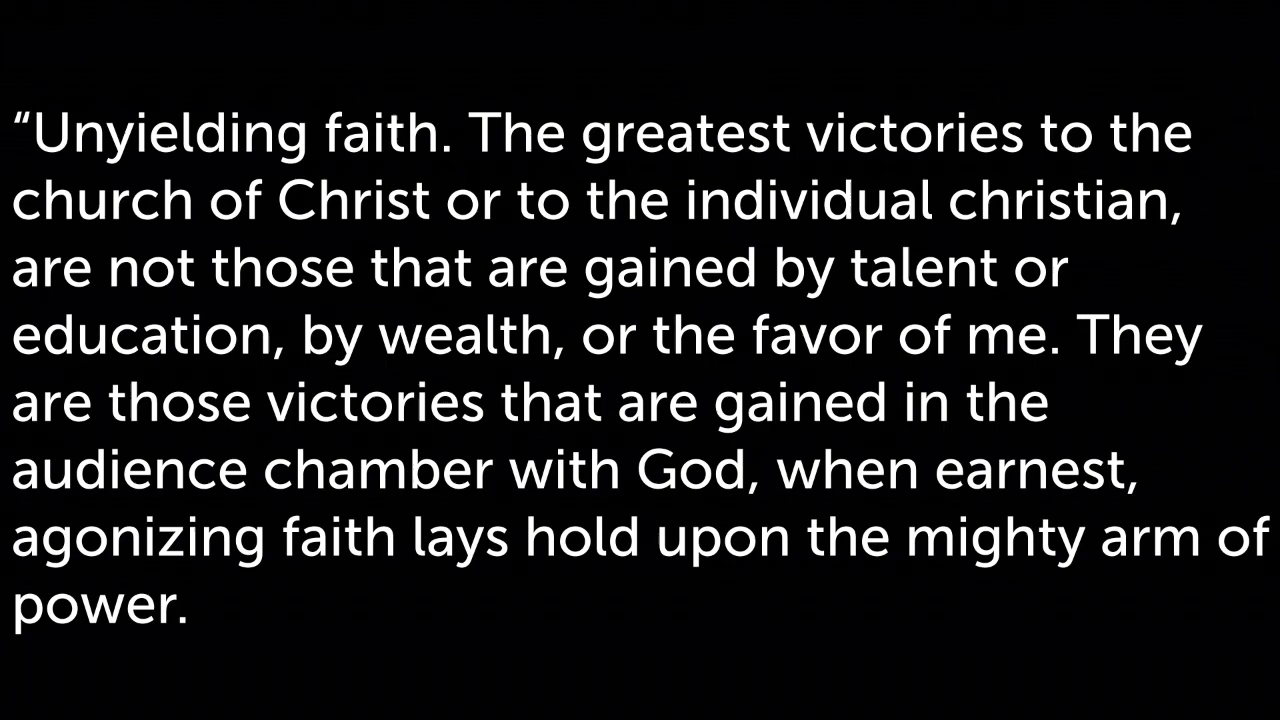 “Unyielding faith. The greatest victories to the
church of Christ or to the individual christian,
are not those that are gained by talent or
education, by wealth, or the favor of me. They
are those victories that are gained in the
audience chamber with God, when earnest,
agonizing faith lays hold upon the mighty arm of
power.